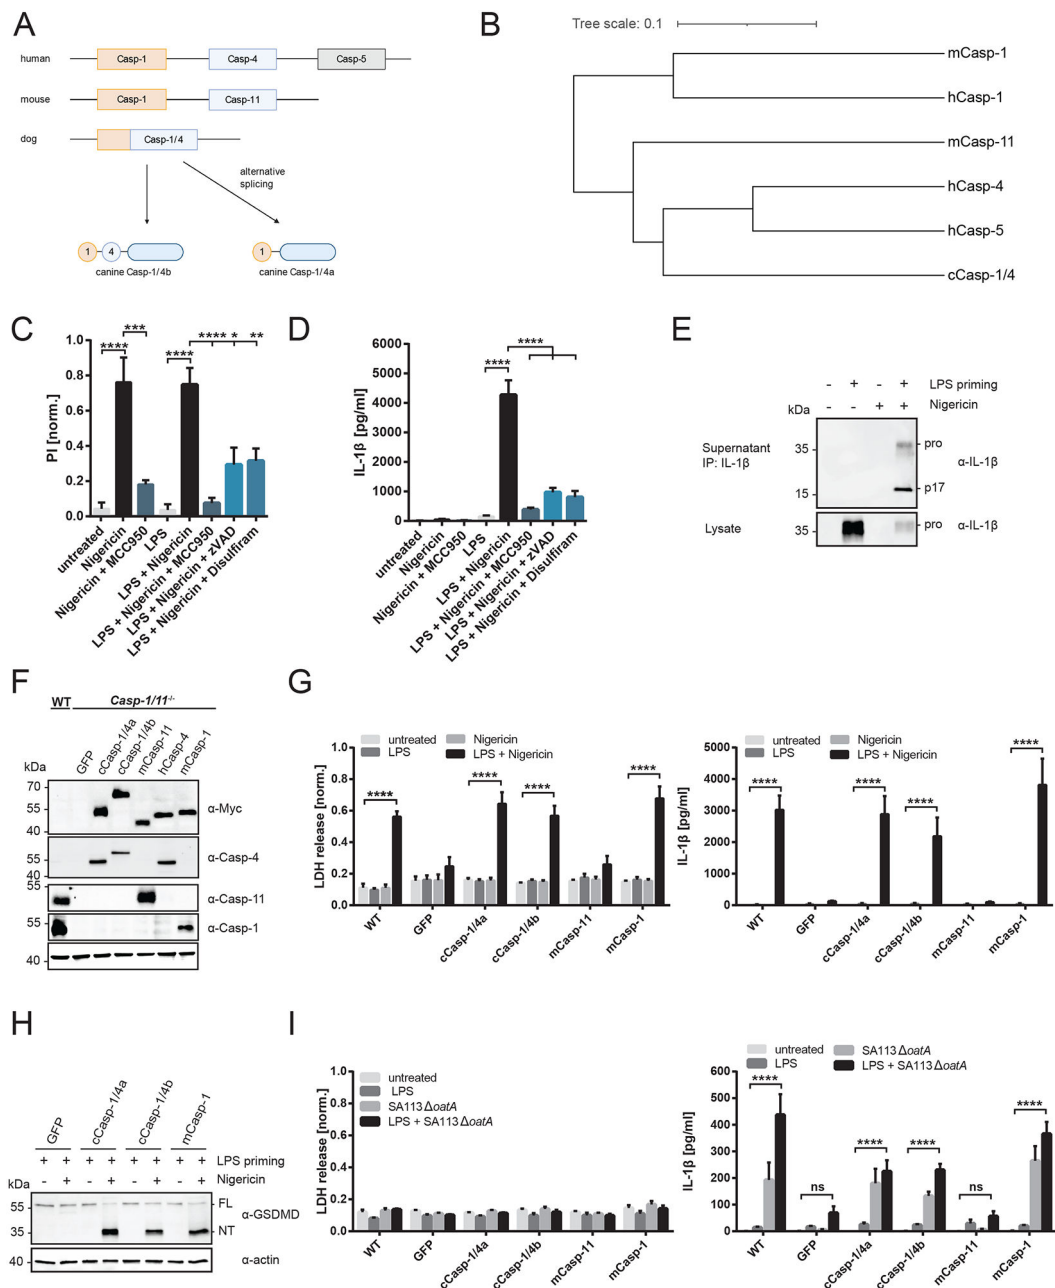 A
human
Casp-1
Casp-4
Casp-5
mouse
Casp-1
Casp-11
dog
Casp-1/4
alternative
splicing
1
4
1
canine Casp-1/4b
canine Casp-1/4a
B
Tree scale: 0.1
mCasp-1
hCasp-1
mCasp-11
hCasp-4
hCasp-5
cCasp-1/4
C
PI [norm.]
1.0
0.8
0.6
0.4
0.2
0.0
**** *** **** **** * **
untreated
Nigericin
Nigericin + MCC950
LPS
LPS + Nigericin
LPS + Nigericin + MCC950
LPS + Nigericin + zVAD
LPS + Nigericin + Disulfiram
D
IL-1β [pg/ml]
6000
5000
4000
3000
2000
1000
0
**** ****
untreated
Nigericin
Nigericin + MCC950
LPS
LPS + Nigericin
LPS + Nigericin + MCC950
LPS + Nigericin + zVAD
LPS + Nigericin + Disulfiram
E
- + - + LPS priming
- - + + Nigericin
kDa
Supernatant
IP: IL-1β
35
15
pro
α-IL-1β
p17
Lysate
35
pro
α-IL-1β
F
WT
Casp-1/11-/-
GFP
cCasp-1/4a
cCasp-1/4b
mCasp-11
hCasp-4
mCasp-1
kDa
70
55
40
α-Myc
55
40
α-Casp-4
55
α-Casp-11
55
α-Casp-1
40
G
LDH release [norm.]
1.0
0.8
0.6
0.4
0.2
0.0
untreated
LPS
Nigericin
LPS + Nigericin
**** **** **** ****
WT
GFP
cCasp-1/4a
cCasp-1/4b
mCasp-11
mCasp-1
IL-1β [pg/ml]
5000
4000
3000
2000
1000
0
untreated
LPS
Nigericin
LPS + Nigericin
**** **** **** ****
WT
GFP
cCasp-1/4a
cCasp-1/4b
mCasp-11
mCasp-1
H
GFP
cCasp-1/4a
cCasp-1/4b
mCasp-1
+ + + + + + + + LPS priming
- + - + - + - + Nigericin
kDa
55
35
FL
α-GSDMD
NT
40
α-actin
I
LDH release [norm.]
1.0
0.8
0.6
0.4
0.2
0.0
untreated
LPS
SA113ΔoatA
LPS + SA113ΔoatA
WT
GFP
cCasp-1/4a
cCasp-1/4b
mCasp-11
mCasp-1
IL-1β [pg/ml]
600
500
400
300
200
100
0
untreated
LPS
SA113ΔoatA
LPS + SA113ΔoatA
**** ns **** **** ns ****
WT
GFP
cCasp-1/4a
cCasp-1/4b
mCasp-11
mCasp-1